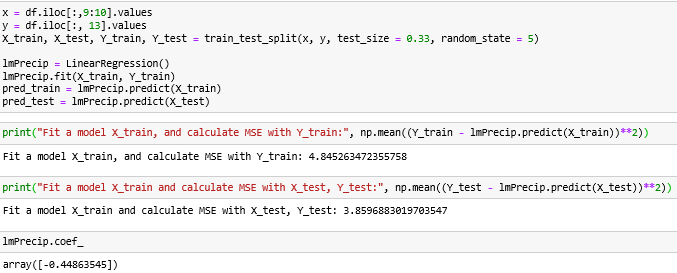 x = df.iloc[:,9:10].values
y = df.iloc[:, 13].values
X_train, X_test, Y_train, Y_test = train_test_split(x, y, test_size = 0.33, random_state = 5)
lmPrecip = LinearRegression()
lmPrecip.fit(X_train, Y_train)
pred_train = lmPrecip.predict(X_train)
pred_test = lmPrecip.predict(X_test)
print("Fit a model X_train, and calculate MSE with Y_train:", np.mean((Y_train - lmPrecip.predict(X_train))**2))
Fit a model X_train, and calculate MSE with Y_train: 4.845263472355758
print("Fit a model X_train and calculate MSE with X_test, Y_test:", np.mean((Y_test - lmPrecip.predict(X_test))**2))
Fit a model X_train and calculate MSE with X_test, Y_test: 3.8596883019703547
lmPrecip.coef_
array([-0.44863545])